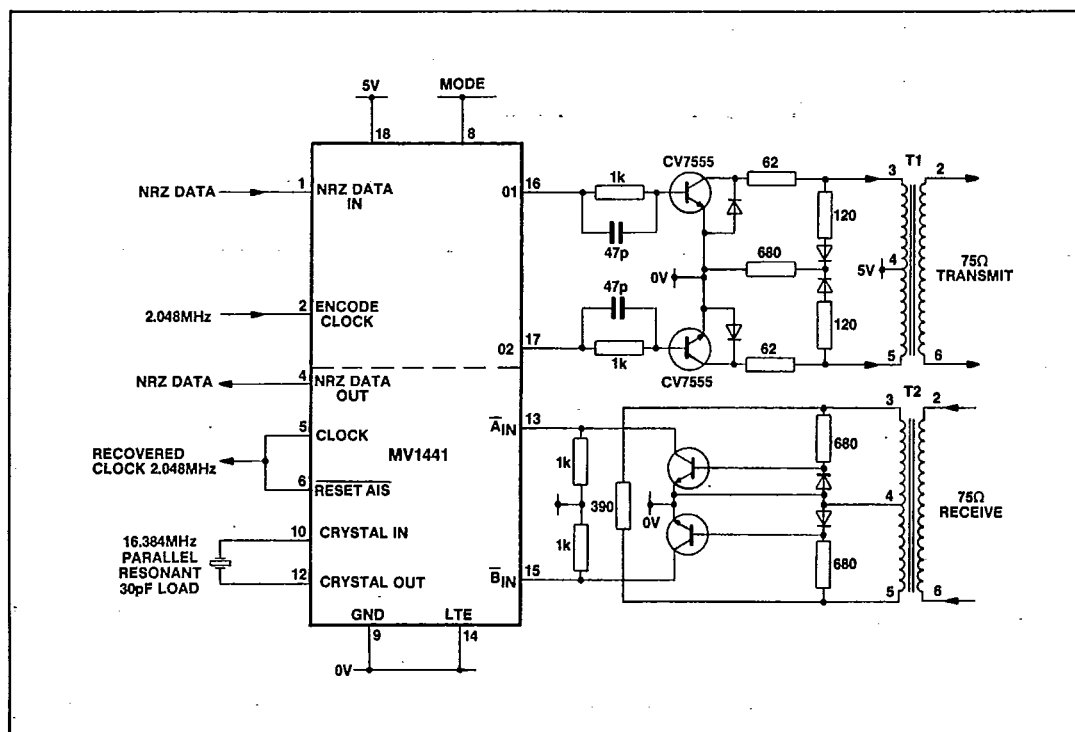 5V
MODE
18
8
NRZ DATA
1
NRZ DATA
IN
2.048MHz
2
ENCODE
CLOCK
NRZ DATA
4
NRZ DATA
OUT
5
CLOCK
RECOVERED
CLOCK 2.048MHz
6
RESET AIS
MV1441
16.384MHz
PARALLEL
RESONANT
30pF LOAD
10
CRYSTAL IN
12
CRYSTAL OUT
GND
LTE
9
14
0V
01
16
1k
47p
CV7555
62
120
680
0V
47p
02
17
1k
CV7555
62
120
T1
3
2
4
5V
75Ω
TRANSMIT
5
6
A IN
13
1k
1k
390
0V
B IN
15
680
680
T2
3
2
4
75Ω
RECEIVE
5
6